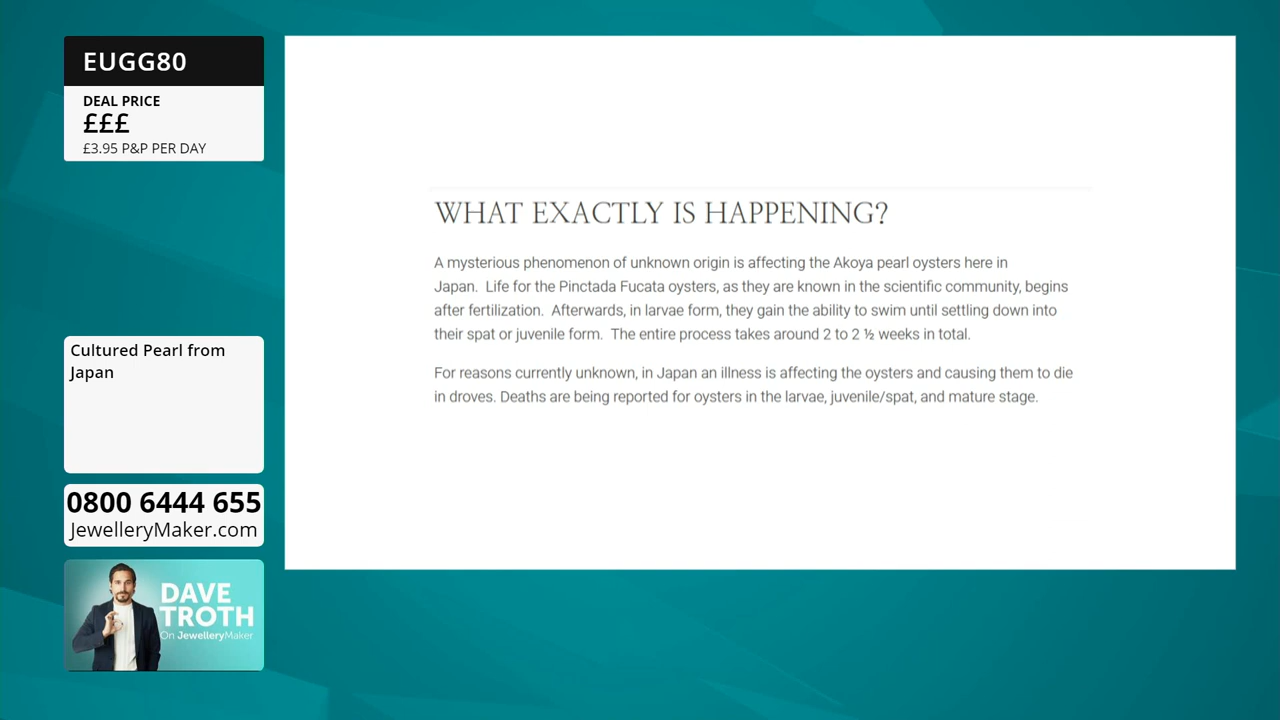 EUGG80
DEAL PRICE
£££
£3.95 P&P PER DAY
Cultured Pearl from
Japan
0800 6444 655
JewelleryMaker.com
DAVE
TROTH
On JewelleryMaker
WHAT EXACTLY IS HAPPENING?
A mysterious phenomenon of unknown origin is affecting the Akoya pearl oysters here in
Japan.  Life for the Pinctada Fucata oysters, as they are known in the scientific community, begins
after fertilization.  Afterwards, in larvae form, they gain the ability to swim until settling down into
their spat or juvenile form.  The entire process takes around 2 to 2 ½ weeks in total.
For reasons currently unknown, in Japan an illness is affecting the oysters and causing them to die
in droves. Deaths are being reported for oysters in the larvae, juvenile/spat, and mature stage.